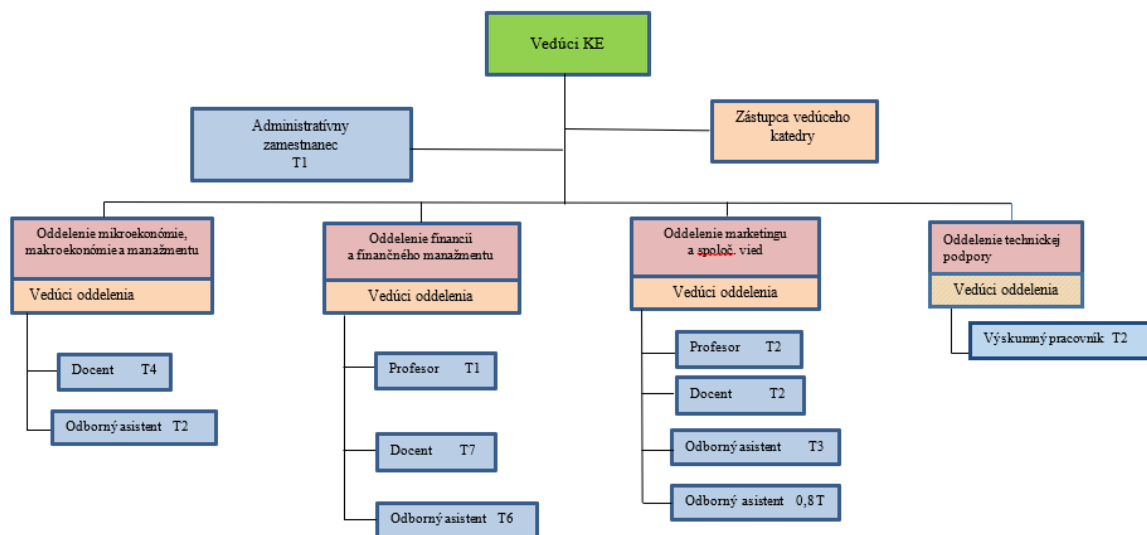 Vedúci KE
Administratívny
zamestnanec
T1
Zástupca vedúceho
katedry
Oddelenie mikroekonómie,
makroekonómie a manažmentu
Vedúci oddelenia
Docent T4
Odborný asistent T2
Oddelenie financií
a finančného manažmentu
Vedúci oddelenia
Profesor T1
Docent T7
Odborný asistent T6
Oddelenie marketingu
a spoloč. vied
Vedúci oddelenia
Profesor T2
Docent T2
Odborný asistent T3
Odborný asistent 0,8 T
Oddelenie technickej
podpory
Vedúci oddelenia
Výskumný pracovník T2